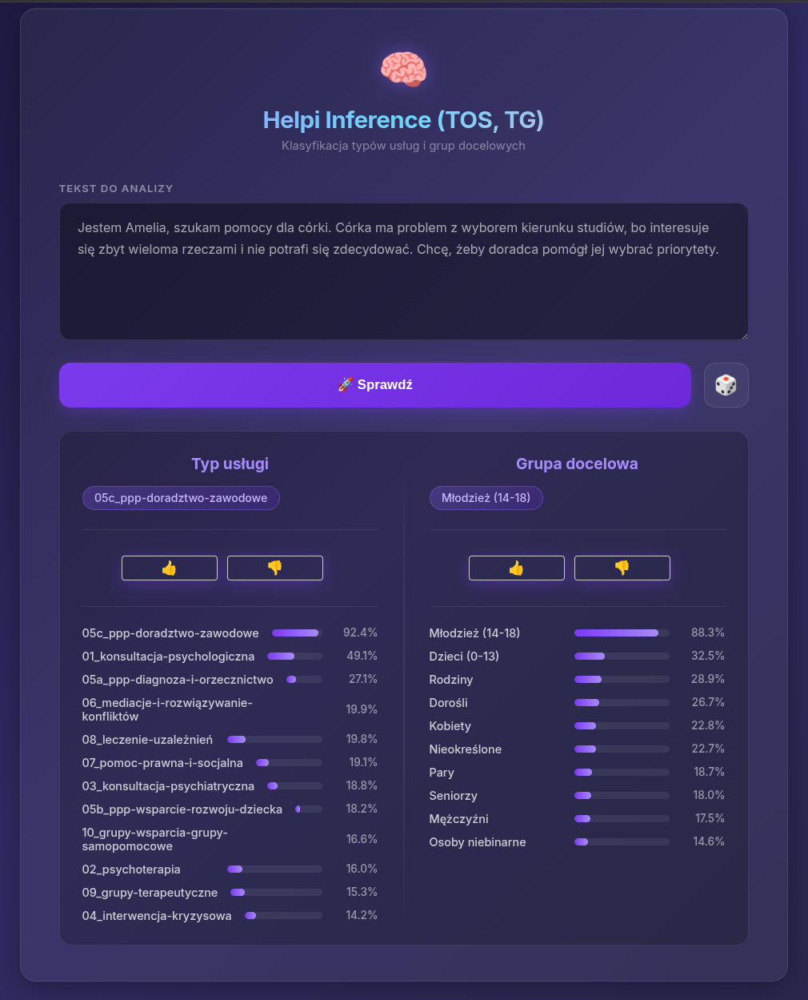 Helpi Inference (TOS, TG)
Klasyfikacja typów usług i grup docelowych
TEKST DO ANALIZY
Jestem Amelia, szukam pomocy dla córki. Córka ma problem z wyborem kierunku studiów, bo interesuje
się zbyt wieloma rzeczami i nie potrafi się zdecydować. Chcę, żeby doradca pomógł jej wybrać priorytety.
Sprawdź
Typ usługi
05c_ppp-doradztwo-zawodowe
05c_ppp-doradztwo-zawodowe 92.4%
01_konsultacja-psychologiczna 49.1%
05a_ppp-diagnoza-i-orzecznictwo 27.1%
06_mediacje-i-rozwiązywanie-
konfliktów 19.9%
08_leczenie-uzależnień 19.8%
07_pomoc-prawna-i-socjalna 19.1%
03_konsultacja-psychiatryczna 18.8%
05b_ppp-wsparcie-rozwoju-dziecka 18.2%
10_grupy-wsparcia-grupy-
samopomocowe 16.6%
02_psychoterapia 16.0%
09_grupy-terapeutyczne 15.3%
04_interwencja-kryzysowa 14.2%
Grupa docelowa
Młodzież (14-18)
Młodzież (14-18) 88.3%
Dzieci (0-13) 32.5%
Rodziny 28.9%
Dorośli 26.7%
Kobiety 22.8%
Nieokreślone 22.7%
Pary 18.7%
Seniorzy 18.0%
Mężczyźni 17.5%
Osoby niebinarne 14.6%